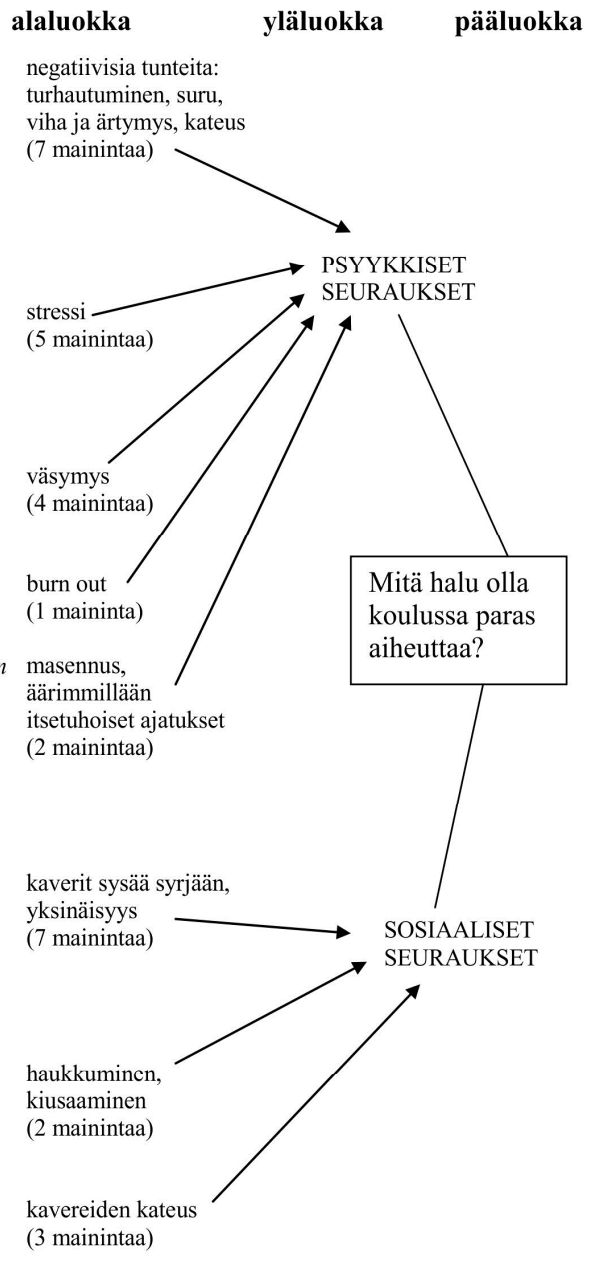 alaluokka yläluokka pääluokka
negatiivisia tunteita:
turhautuminen, suru,
viha ja ärtymys, kateus
(7 mainintaa)
PSYYKKISET
SEURAUKSET
stressi
(5 mainintaa)
väsymys
(4 mainintaa)
burn out
(1 maininta)
Mitä halu olla
koulussa paras
aiheuttaa?
masennus,
äärimmillään
itsetuhoiset ajatukset
(2 mainintaa)
kaverit sysää syrjään,
yksinäisyys
(7 mainintaa)
SOSIAALISET
SEURAUKSET
haukkuminen,
kiusaaminen
(2 mainintaa)
kavereiden kateus
(3 mainintaa)